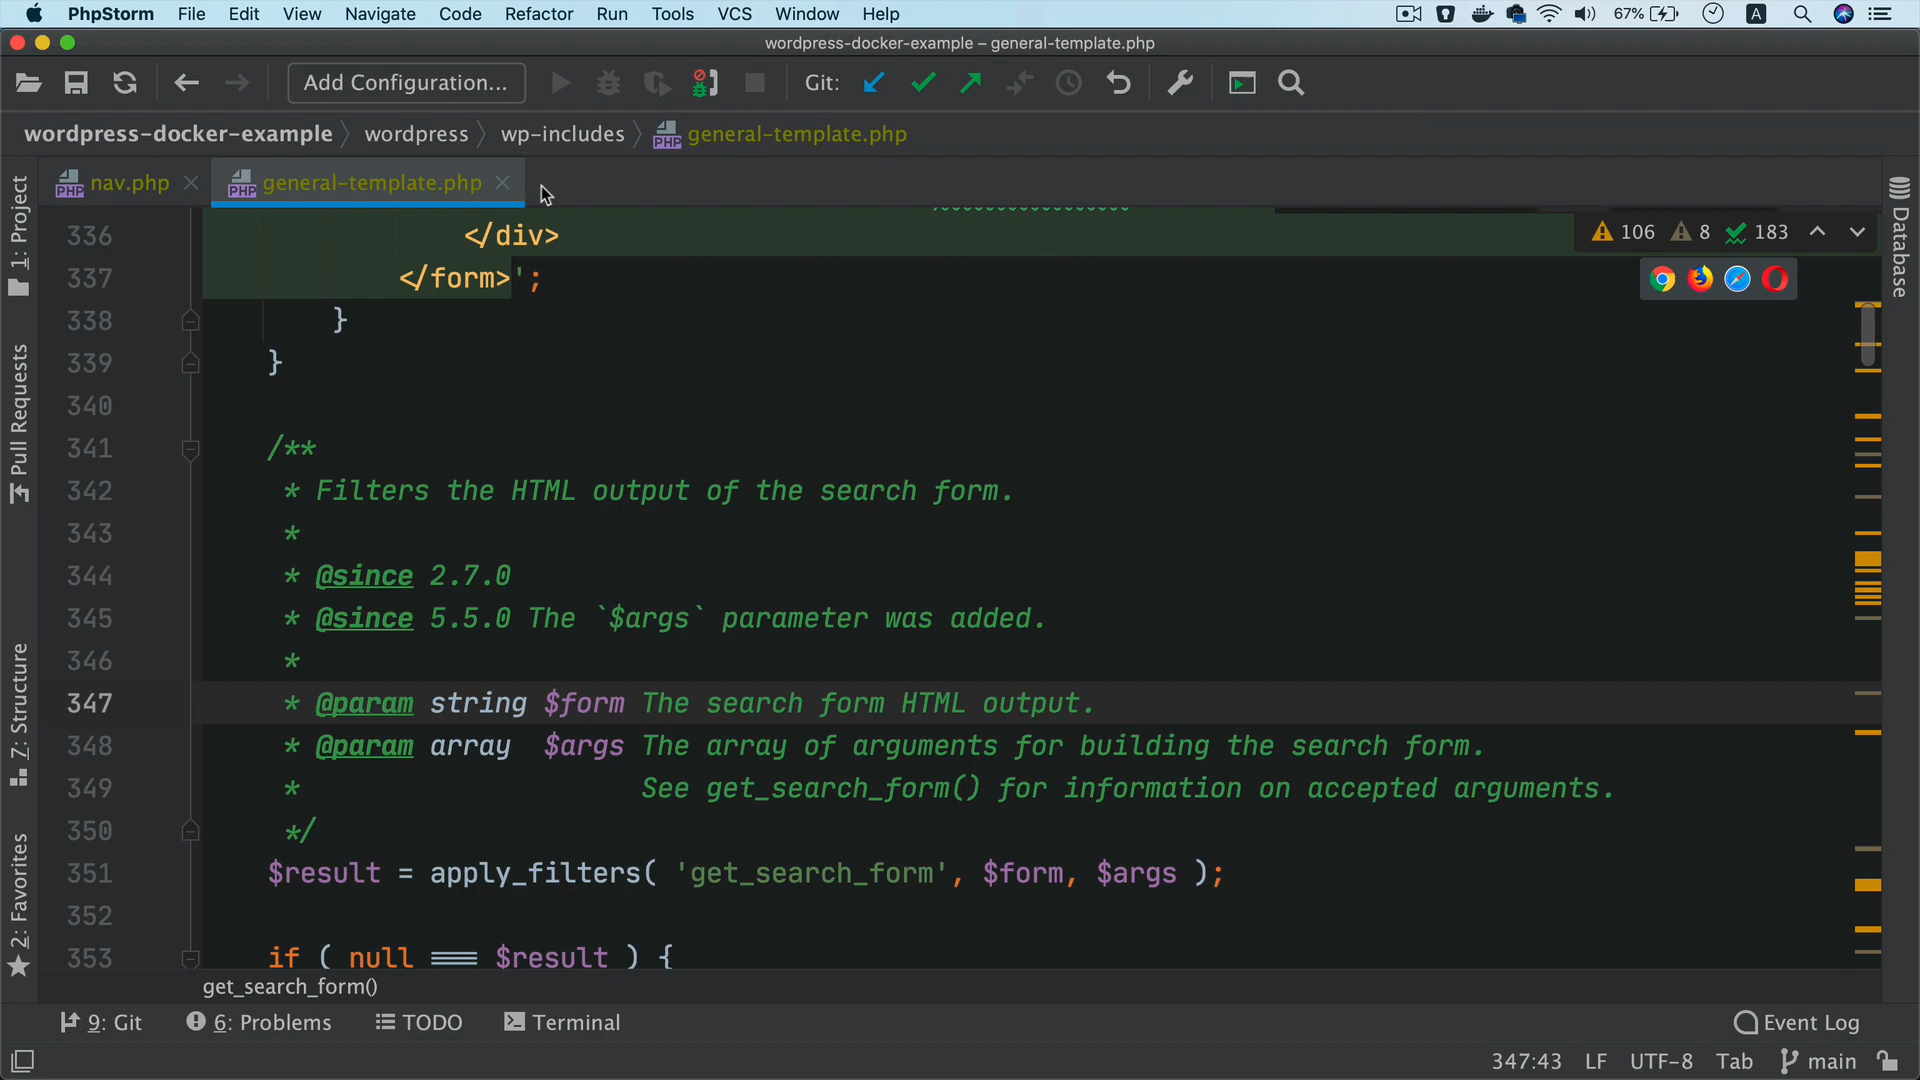 PhpStorm File Edit View Navigate Code Refactor Run Tools VCS Window Help 67% A
wordpress-docker-example – general-template.php
Add Configuration... Git:
wordpress-docker-example wordpress wp-includes PHP general-template.php
PHP nav.php PHP general-template.php
106 8 183
336 </div>
337 </form>';
338 }
339 }
340
341 /**
342 * Filters the HTML output of the search form.
343 *
344 * @since 2.7.0
345 * @since 5.5.0 The `$args` parameter was added.
346 *
347 * @param string $form The search form HTML output.
348 * @param array $args The array of arguments for building the search form.
349 * See get_search_form() for information on accepted arguments.
350 */
351 $result = apply_filters( 'get_search_form', $form, $args );
352
353 if ( null === $result ) {
get_search_form()
1: Project
Pull Requests
Z: Structure
2: Favorites
Database
9: Git 6: Problems TODO Terminal Event Log
347:43 LF UTF-8 Tab main